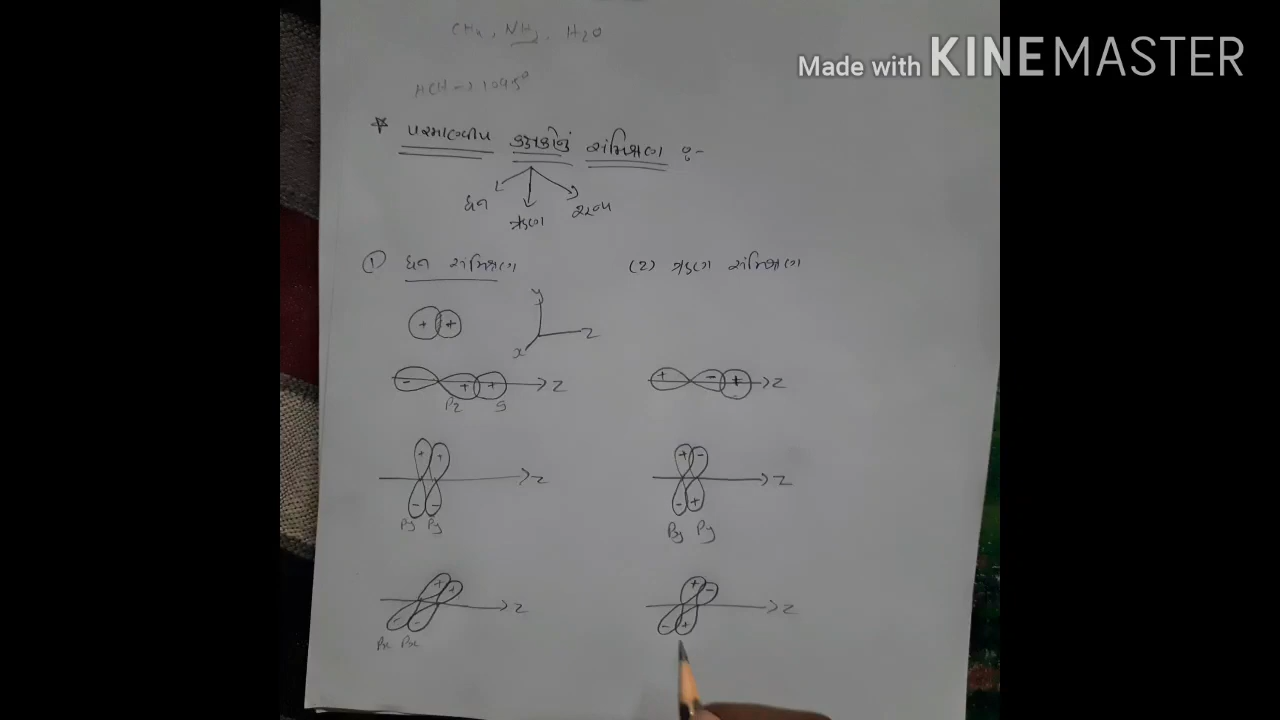 Made with KINEMASTER
CH₄, NH₃, H₂O
HCH → 109.5°
* પરમાણ્વીય કક્ષકોનું સંમિશ્રણ :-
ધન ઋણ શૂન્ય
① ધન સંમિશ્રણ (2) ઋણ સંમિશ્રણ
+ + y z x
- + + z + - + z
Pz S
+ + z + - z
- - - +
Py Py Py Py
+ + z + - z
- - - +
Px Px